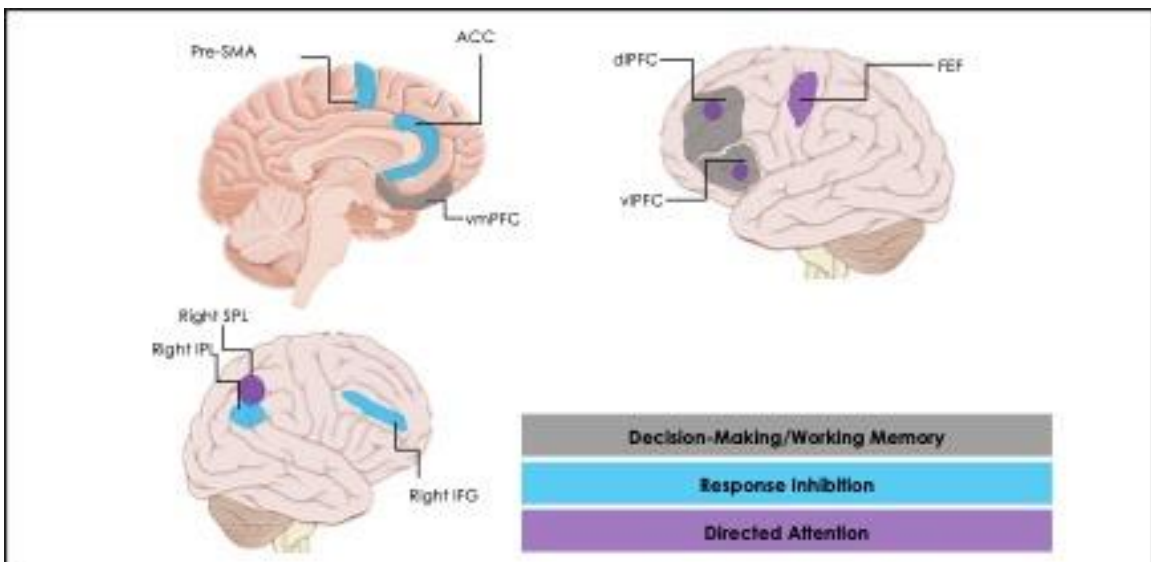 Pre-SMA
ACC
vmPFC
dlPFC
FEF
vlPFC
Right SPL
Right IPL
Right IFG
Decision-Making/Working Memory
Response Inhibition
Directed Attention